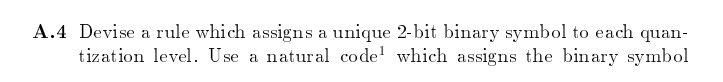 A.4 Devise a rule which assigns a unique 2-bit binary symbol to each quan-
tization level. Use a natural code¹ which assigns the binary symbol